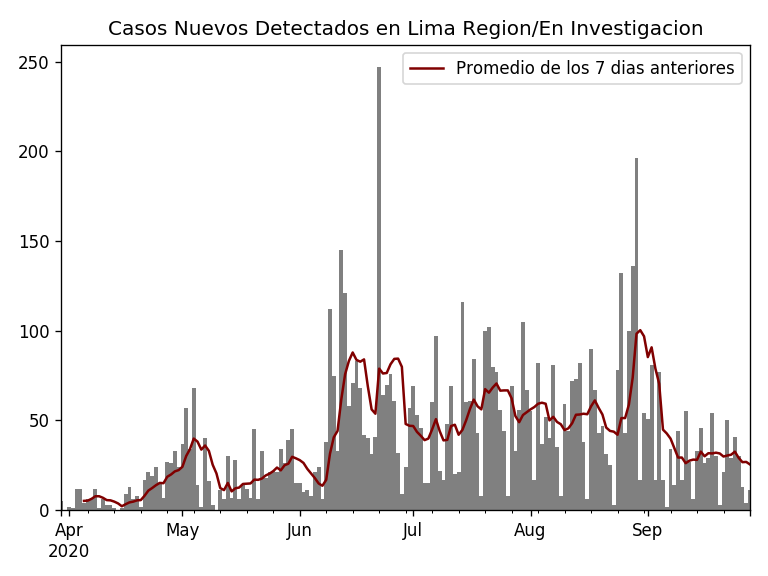 Casos Nuevos Detectados en Lima Region/En Investigacion
Promedio de los 7 dias anteriores
250
200
150
100
50
0
Apr May Jun Jul Aug Sep
2020